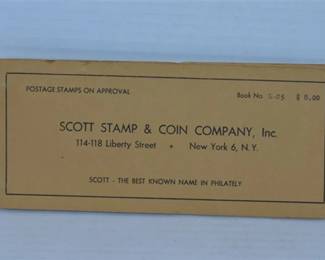 POSTAGE STAMPS ON APPROVAL Book No. $ 0.00
SCOTT STAMP & COIN COMPANY, Inc.
114-118 Liberty Street • New York 6, N. Y.
SCOTT - THE BEST KNOWN NAME IN PHILATELY